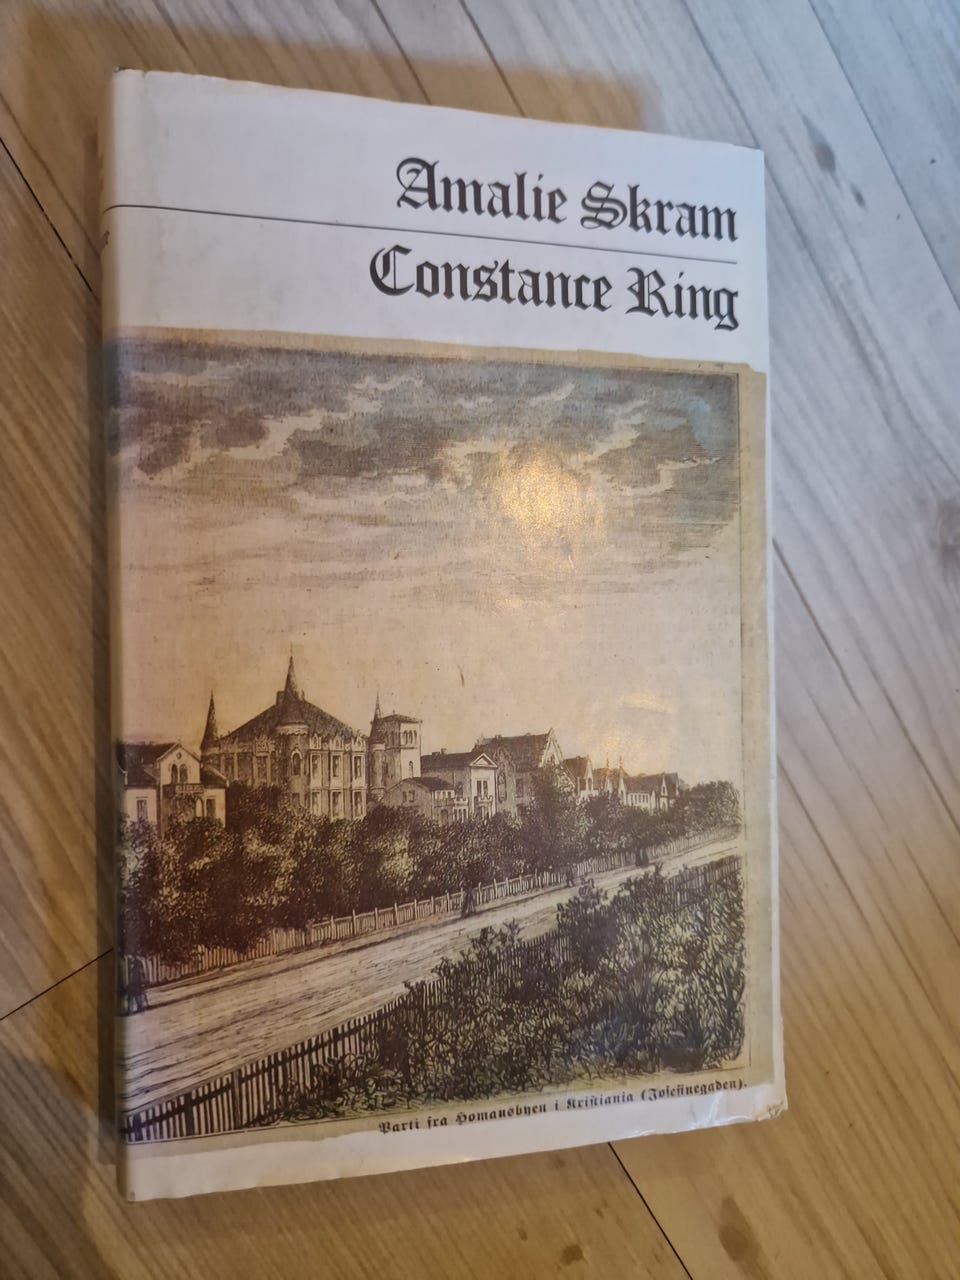 Amalie Skram
Constance Ring
Parti fra Homansbyen i Kristiania (Josefinegaden).